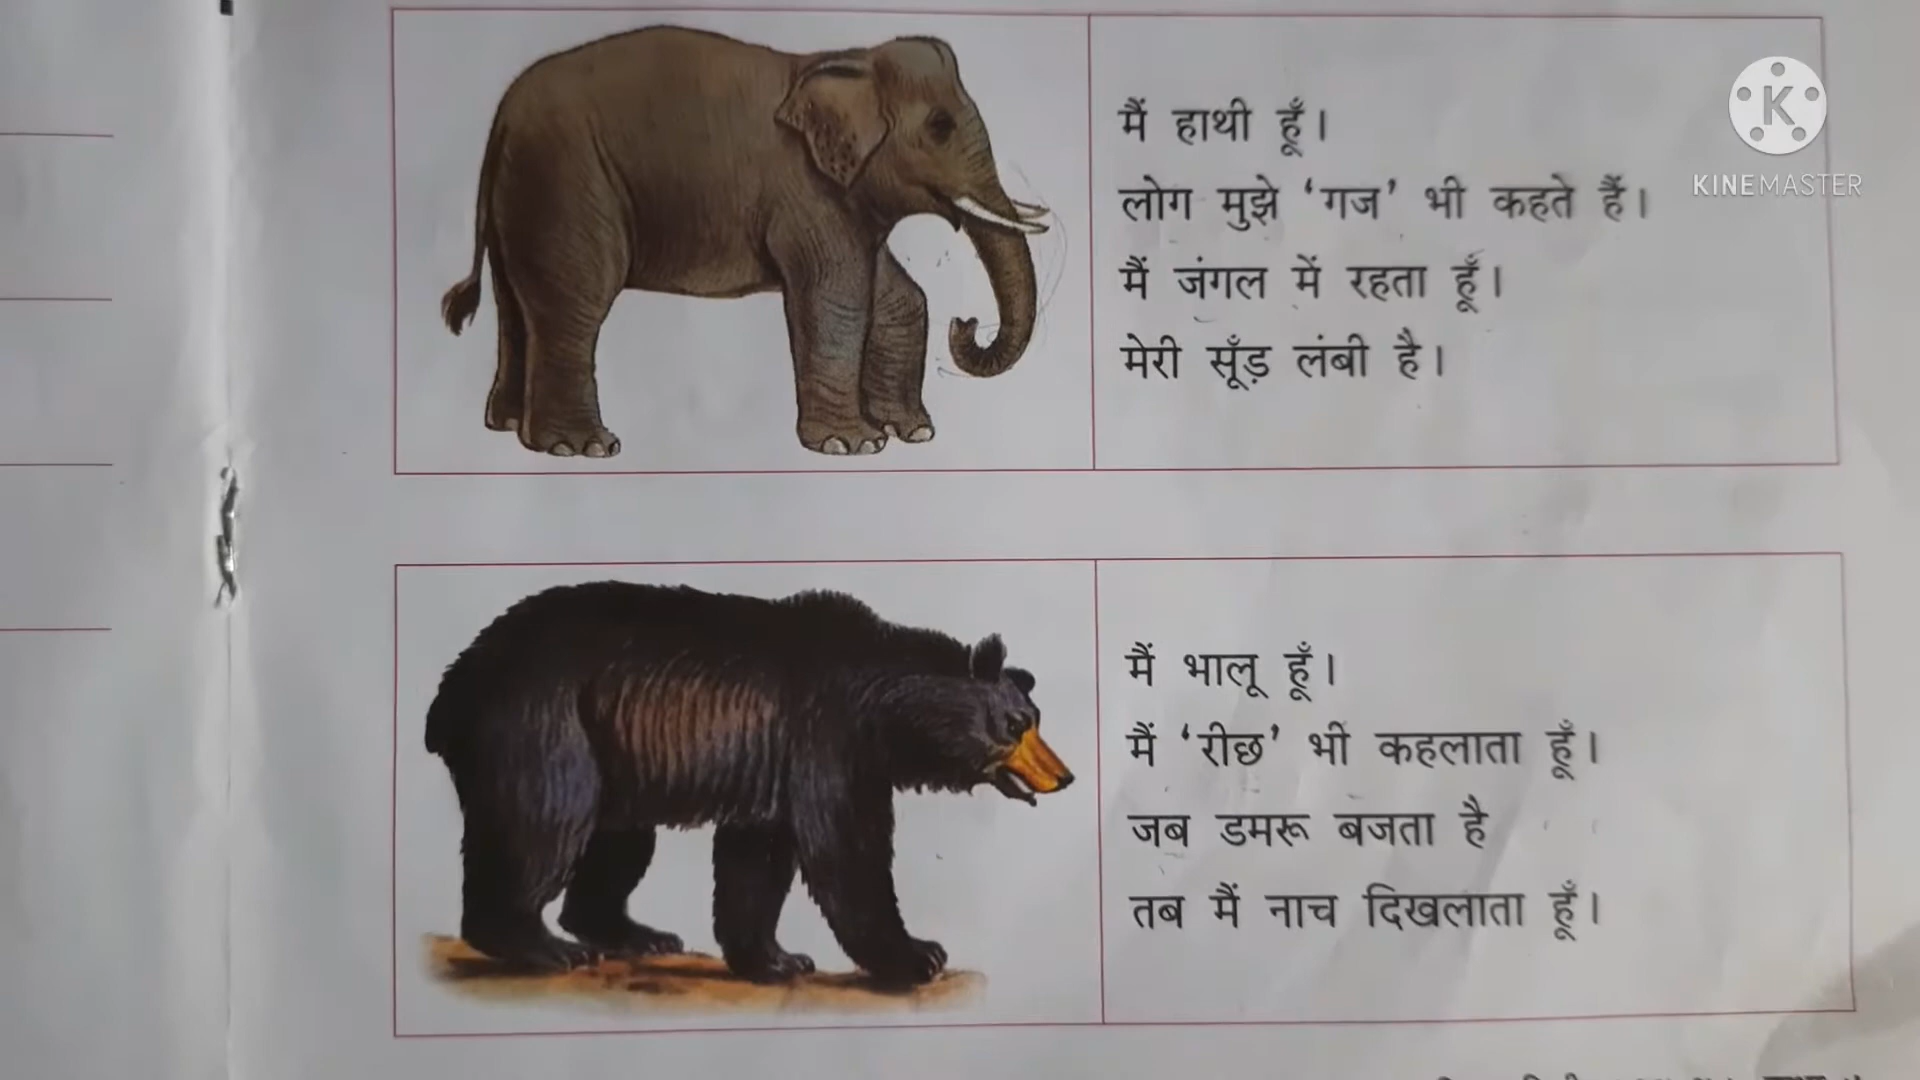 मैं हाथी हूँ।
लोग मुझे ‘गज’ भी कहते हैं।
मैं जंगल में रहता हूँ।
मेरी सूँड़ लंबी है।
K
KINEMASTER
मैं भालू हूँ।
मैं ‘रीछ’ भी कहलाता हूँ।
जब डमरू बजता है
तब मैं नाच दिखलाता हूँ।